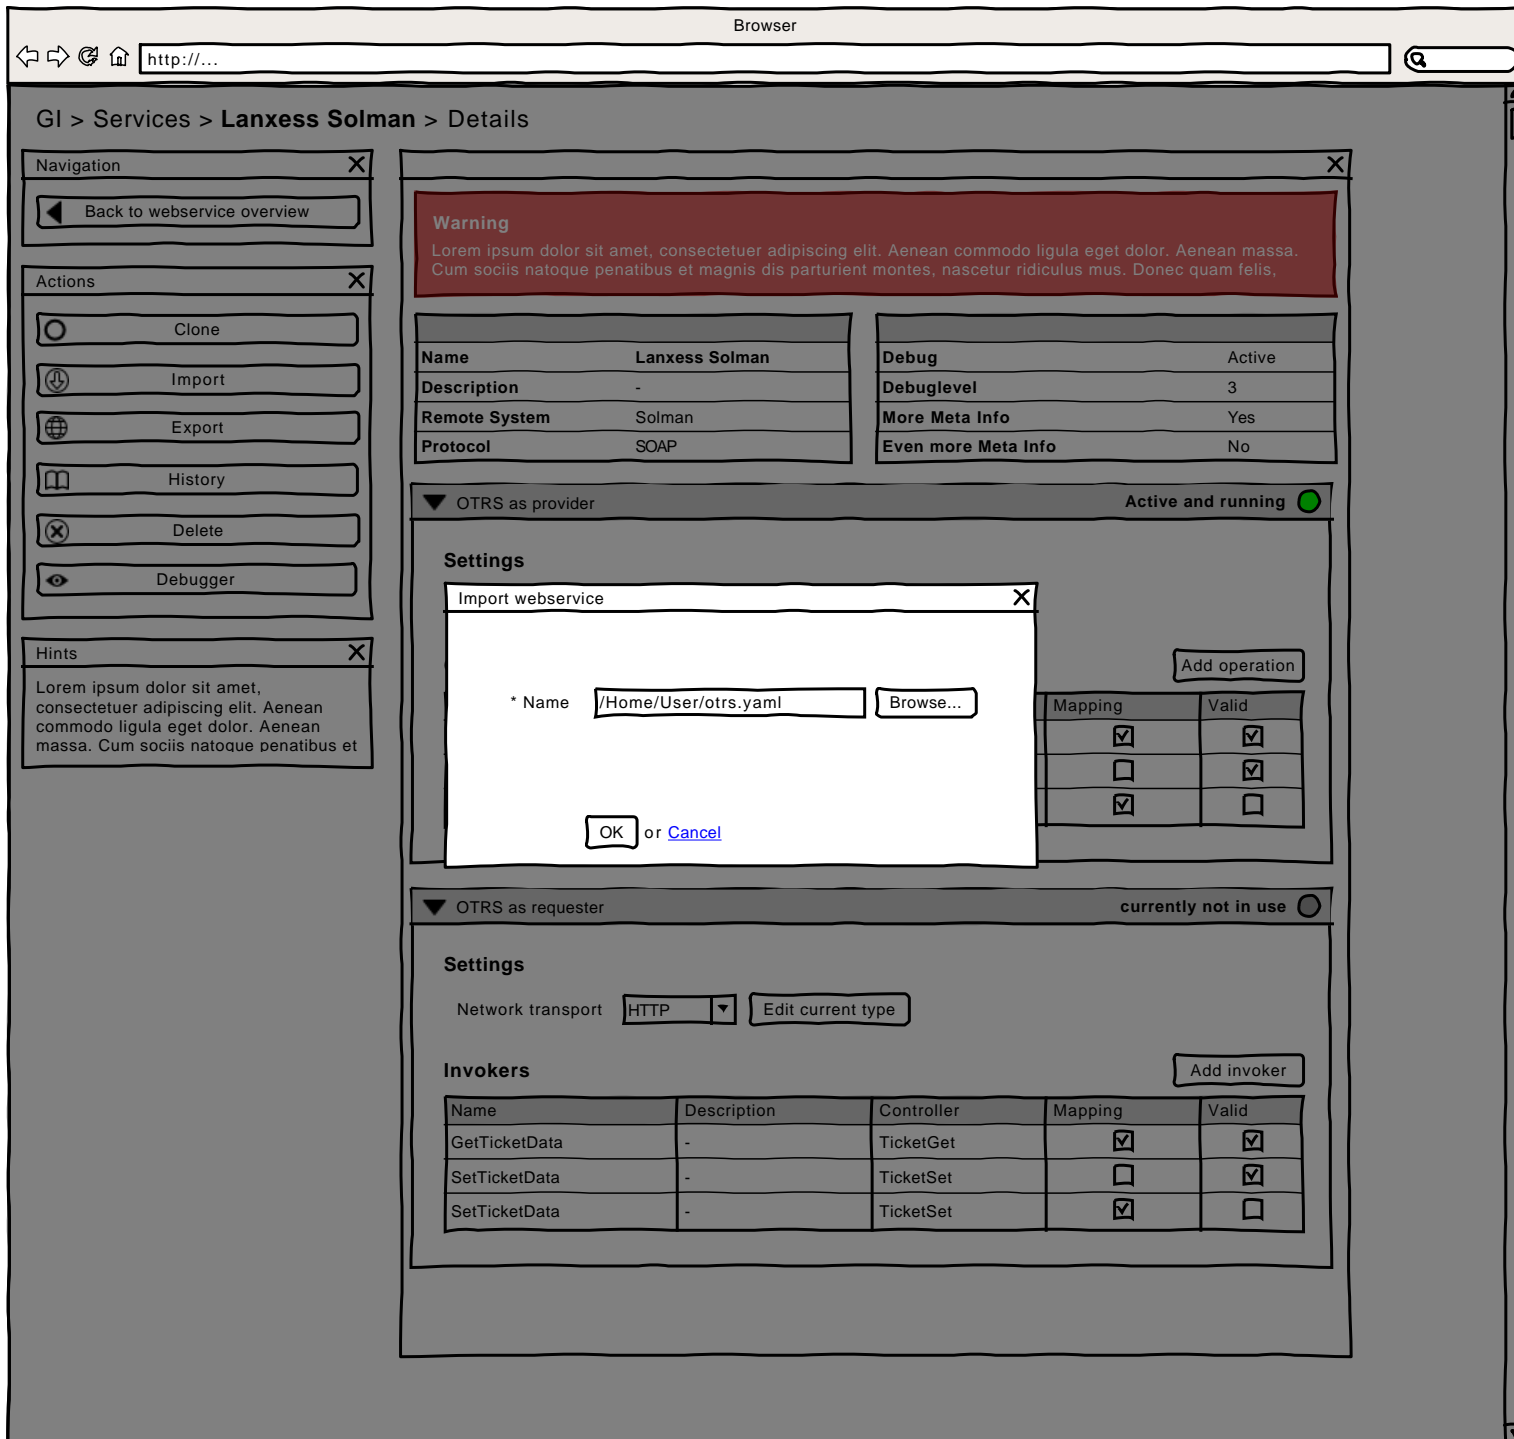 Browser
http://...
GI > Services > Lanxess Solman > Details
Navigation
Back to webservice overview
Actions
Clone
Import
Export
History
Delete
Debugger
Hints
Lorem ipsum dolor sit amet,
consectetuer adipiscing elit. Aenean
commodo ligula eget dolor. Aenean
massa. Cum sociis natoque penatibus et
Warning
Lorem ipsum dolor sit amet, consectetuer adipiscing elit. Aenean commodo ligula eget dolor. Aenean massa.
Cum sociis natoque penatibus et magnis dis parturient montes, nascetur ridiculus mus. Donec quam felis,
Name Lanxess Solman
Description -
Remote System Solman
Protocol SOAP
Debug Active
Debuglevel 3
More Meta Info Yes
Even more Meta Info No
OTRS as provider Active and running
Settings
Import webservice
* Name /Home/User/otrs.yaml Browse...
OK or Cancel
Add operation
Mapping Valid
OTRS as requester currently not in use
Settings
Network transport HTTP Edit current type
Invokers Add invoker
Name Description Controller Mapping Valid
GetTicketData - TicketGet
SetTicketData - TicketSet
SetTicketData - TicketSet